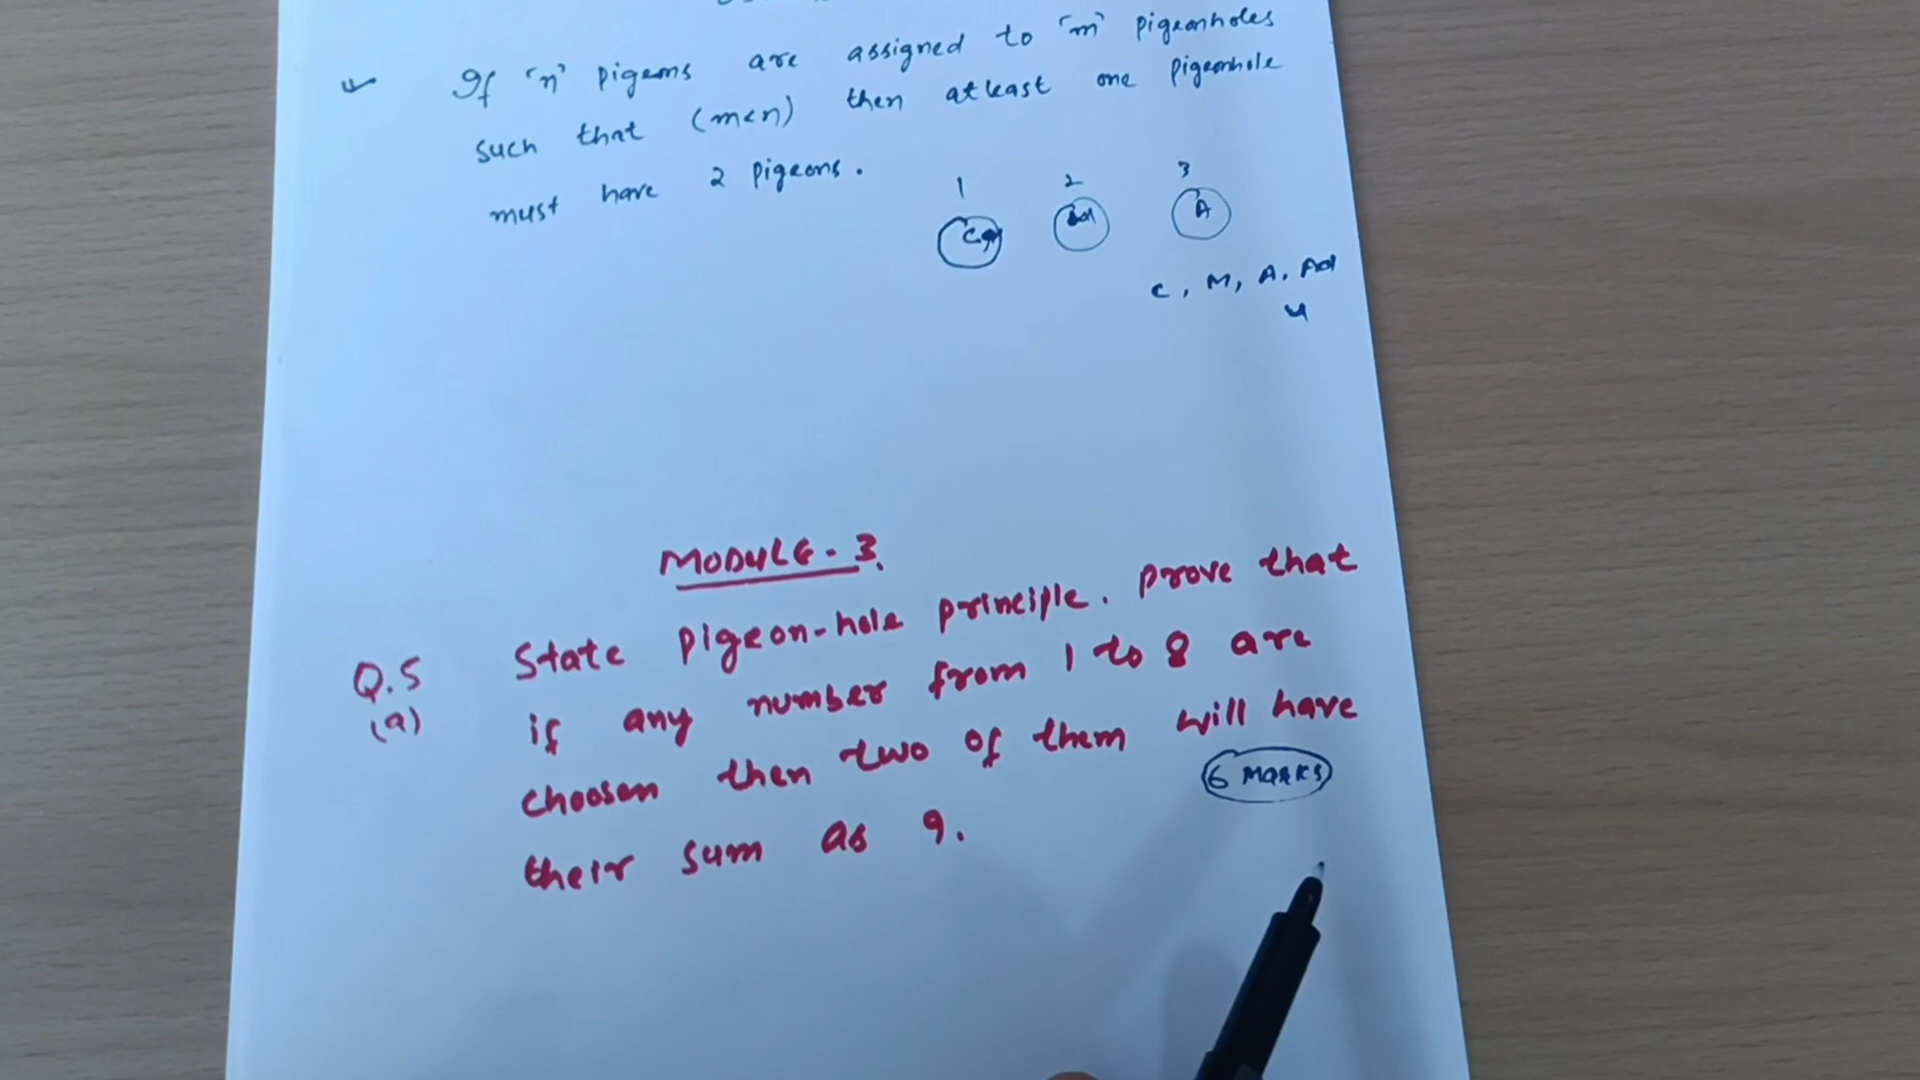 If 'n' pigeons are assigned to 'm' pigeonholes
such that (m<n) then atleast one pigeonhole
must have 2 pigeons.
1 2 3
A
C, M, A, Ad
4
MODULE-3.
Q.5 State pigeon-hole principle. prove that
(a) if any number from 1 to 8 are
choosen then two of them will have
6 MARKS
their sum as 9.